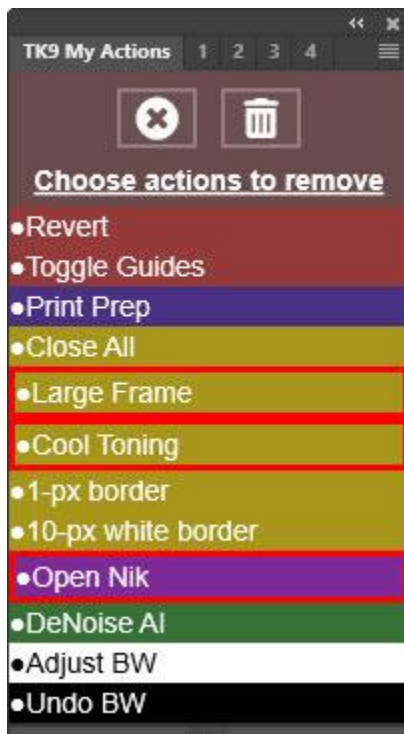 TK9 My Actions 1 2 3 4
Choose actions to remove
•Revert
•Toggle Guides
•Print Prep
•Close All
•Large Frame
•Cool Toning
•1-px border
•10-px white border
•Open Nik
•DeNoise AI
•Adjust BW
•Undo BW